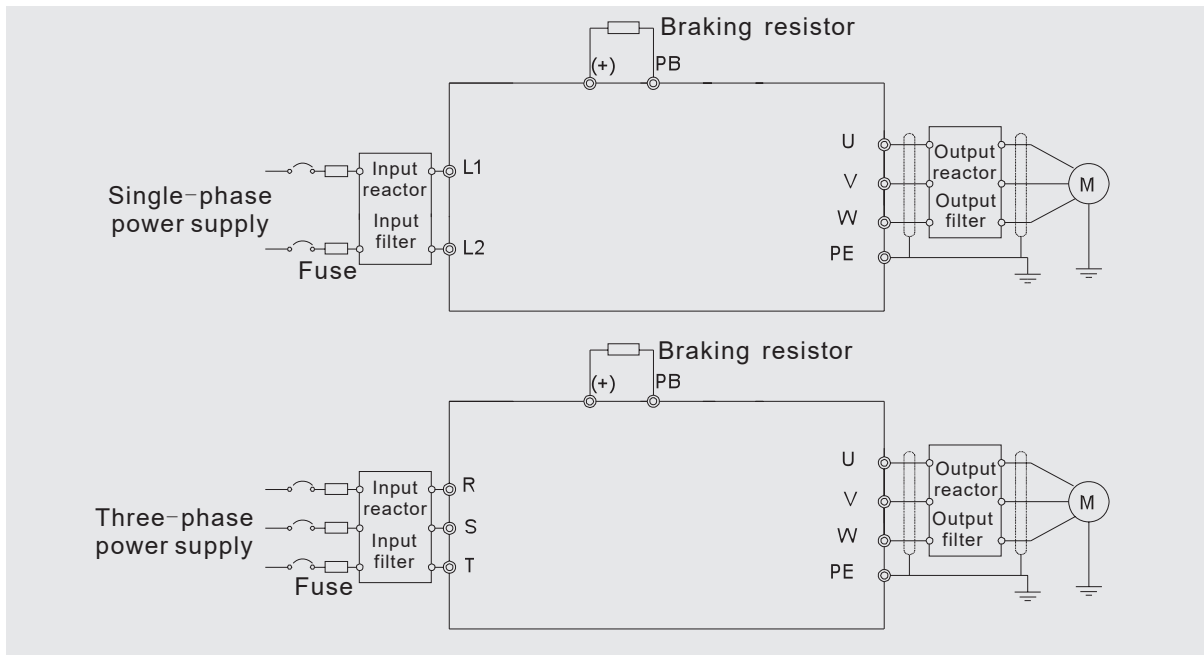 Braking resistor
(+)
PB
Single-phase
power supply
Fuse
Input
reactor
Input
filter
L1
L2
U
V
W
PE
Output
reactor
Output
filter
M
Braking resistor
(+)
PB
Three-phase
power supply
Fuse
Input
reactor
Input
filter
R
S
T
U
V
W
PE
Output
reactor
Output
filter
M